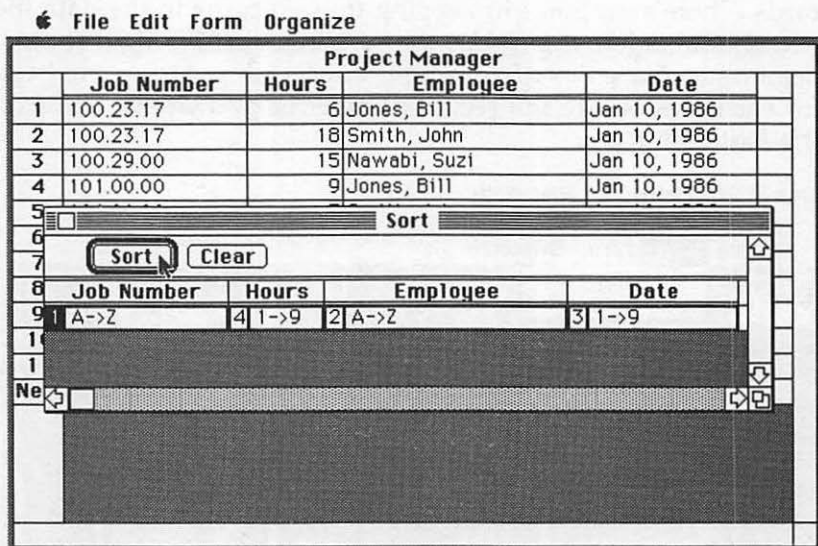 File Edit Form Organize
Project Manager
Job Number Hours Employee Date
1 100.23.17 6 Jones, Bill Jan 10, 1986
2 100.23.17 18 Smith, John Jan 10, 1986
3 100.29.00 15 Nawabi, Suzi Jan 10, 1986
4 101.00.00 9 Jones, Bill Jan 10, 1986
5
Sort
6
7 Sort Clear
8 Job Number Hours Employee Date
9 1 A->Z 4 1->9 2 A->Z 3 1->9
1
1
Ne